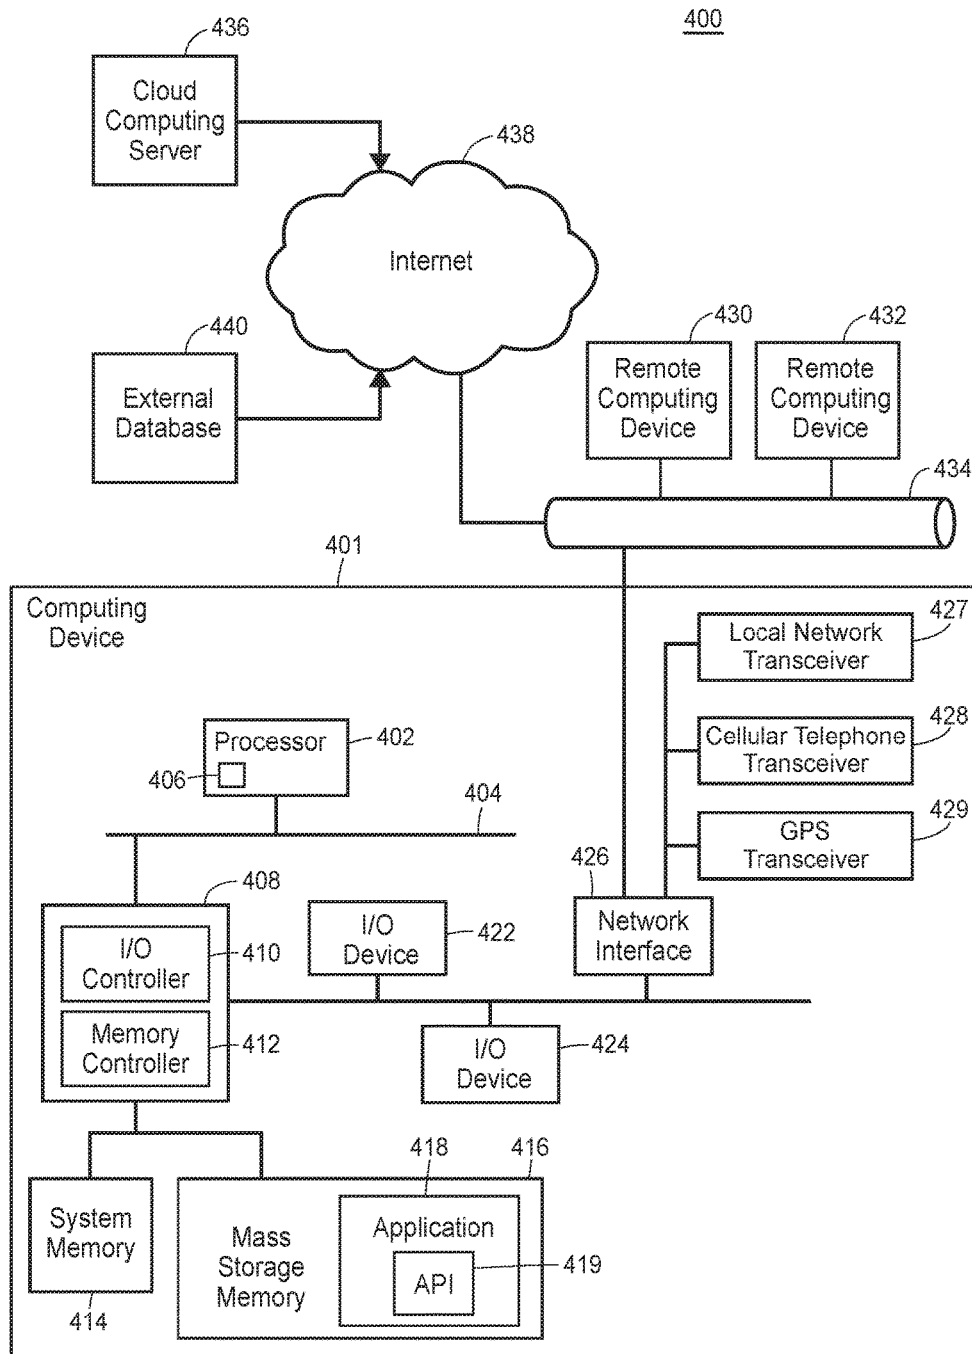 400
436
Cloud
Computing
Server
438
Internet
440
External
Database
430
Remote
Computing
Device
432
Remote
Computing
Device
434
401
Computing
Device
427
Local Network
Transceiver
428
Cellular Telephone
Transceiver
429
GPS
Transceiver
Processor
402
406
404
408
I/O
Controller
410
Memory
Controller
412
I/O
Device
422
426
Network
Interface
I/O
Device
424
System
Memory
414
416
Mass
Storage
Memory
418
Application
API
419